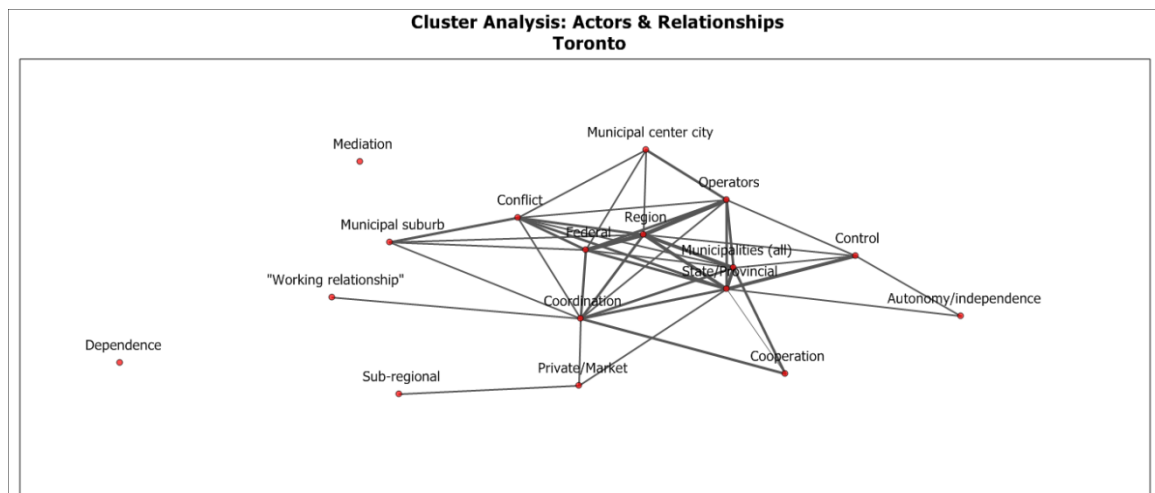 Cluster Analysis: Actors & Relationships
Toronto
Municipal center city
Mediation
Operators
Conflict
Region
Municipal suburb
Federal
Control
Municipalities (all)
State/Provincial
"Working relationship"
Coordination
Autonomy/independence
Dependence
Cooperation
Private/Market
Sub-regional